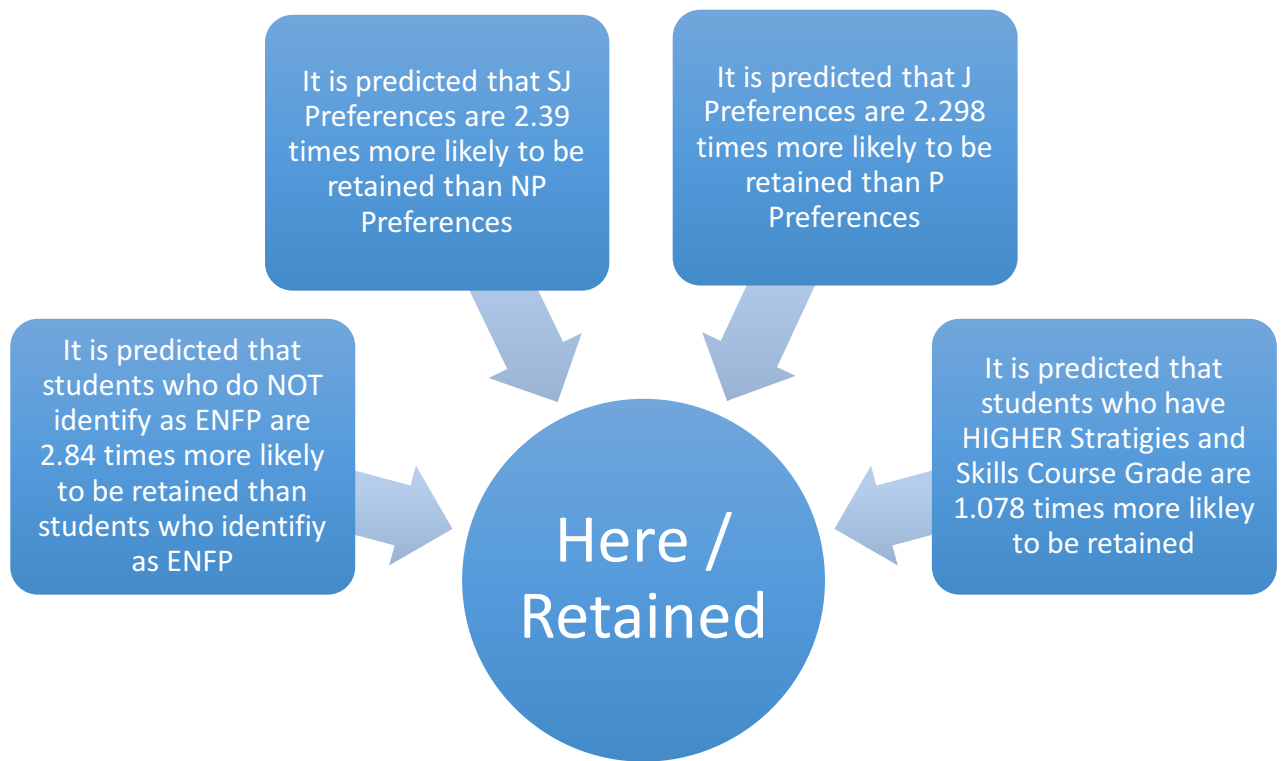 It is predicted that SJ
Preferences are 2.39
times more likely to be
retained than NP
Preferences
It is predicted that J
Preferences are 2.298
times more likely to be
retained than P
Preferences
It is predicted that
students who do NOT
identify as ENFP are
2.84 times more likely
to be retained than
students who identifiy
as ENFP
It is predicted that
students who have
HIGHER Stratigies and
Skills Course Grade are
1.078 times more likley
to be retained
Here /
Retained